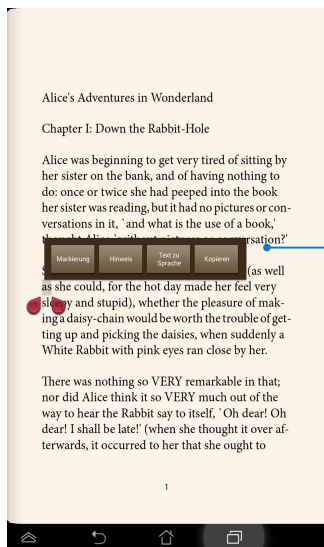 Alice's Adventures in Wonderland
Chapter I: Down the Rabbit-Hole
Alice was beginning to get very tired of sitting by
her sister on the bank, and of having nothing to
do: once or twice she had peeped into the book
her sister was reading, but it had no pictures or con-
versations in it, `and what is the use of a book,'
Markierung
Hinweis
Text zu
Sprache
Kopieren
(as well
as she could, for the hot day made her feel very
sleepy and stupid), whether the pleasure of mak-
ing a daisy-chain would be worth the trouble of get-
ting up and picking the daisies, when suddenly a
White Rabbit with pink eyes ran close by her.
There was nothing so VERY remarkable in that;
nor did Alice think it so VERY much out of the
way to hear the Rabbit say to itself, `Oh dear! Oh
dear! I shall be late!' (when she thought it over af-
terwards, it occurred to her that she ought to
1